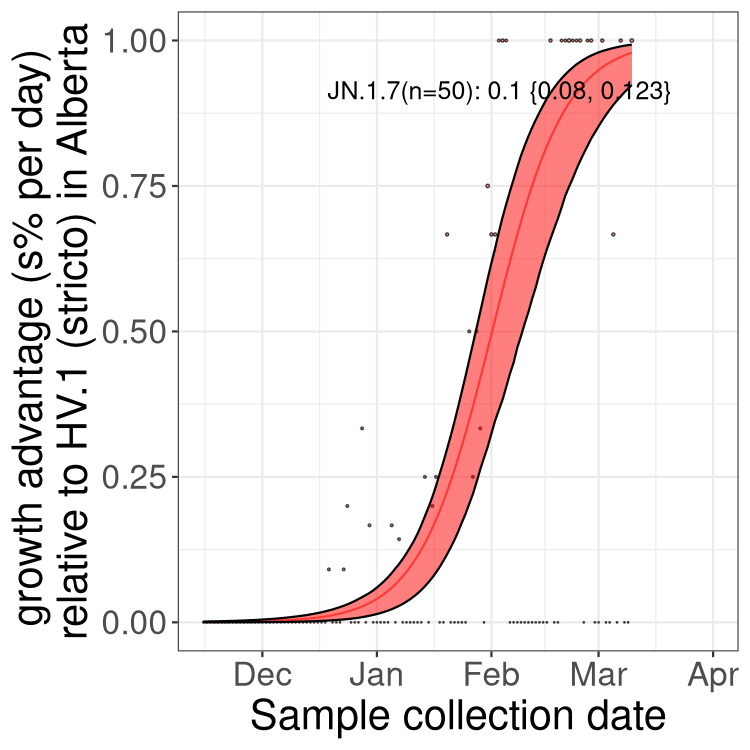 growth advantage (s% per day)
relative to HV.1 (stricto) in Alberta
1.00
0.75
0.50
0.25
0.00
JN.1.7(n=50): 0.1 {0.08, 0.123}
Dec Jan Feb Mar Apr
Sample collection date